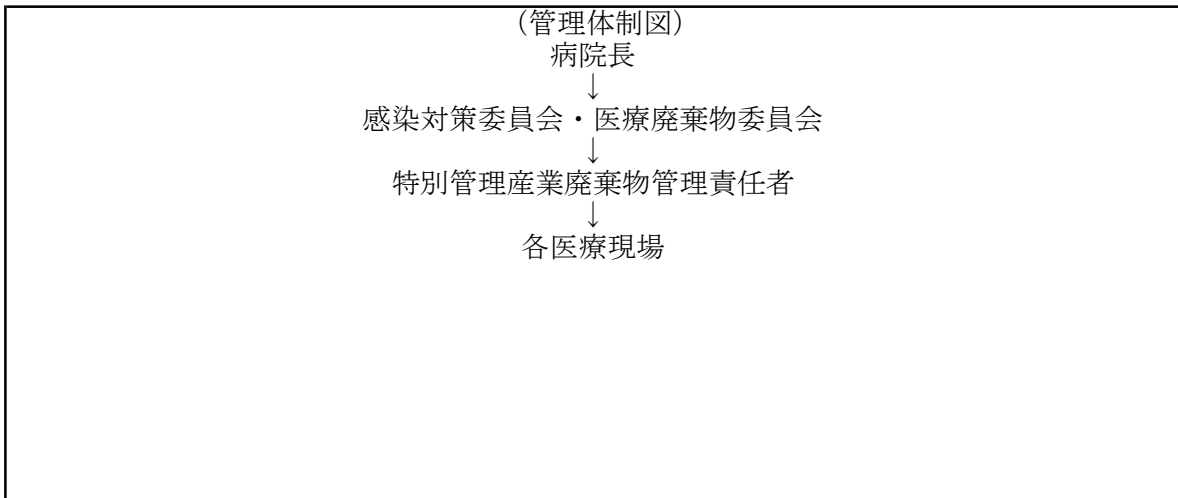 （管理体制図）
病院長
↓
感染対策委員会・医療廃棄物委員会
↓
特別管理産業廃棄物管理責任者
↓
各医療現場